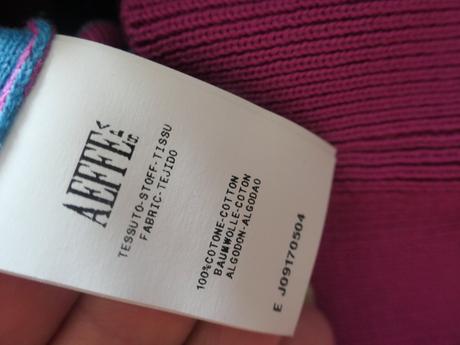 AEFFE
TESSUTO-STOFF-TISSU
FABRIC-TEJIDO
100%COTONE-COTTON
BAUMWOLLE-COTON
ALGODON-ALGODAO
E J09170504